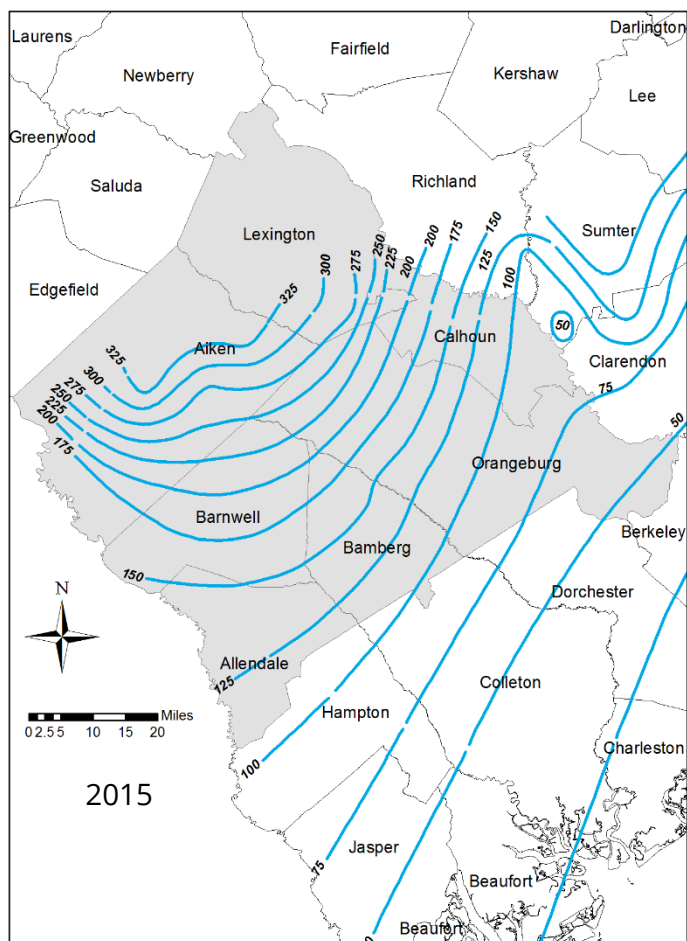 Laurens
Fairfield
Darlington
Newberry
Kershaw
Lee
Greenwood
Saluda
Richland
Lexington
Sumter
Edgefield
325
300
275
250
225
200
200
175
150
125
100
50
Aiken
Calhoun
Clarendon
325
300
275
250
225
200
175
75
50
Orangeburg
Barnwell
Berkeley
Bamberg
150
Dorchester
N
Allendale
125
Colleton
Hampton
Miles
0 2.5 5 10 15 20
Charleston
100
2015
Jasper
75
Beaufort
Beaufort